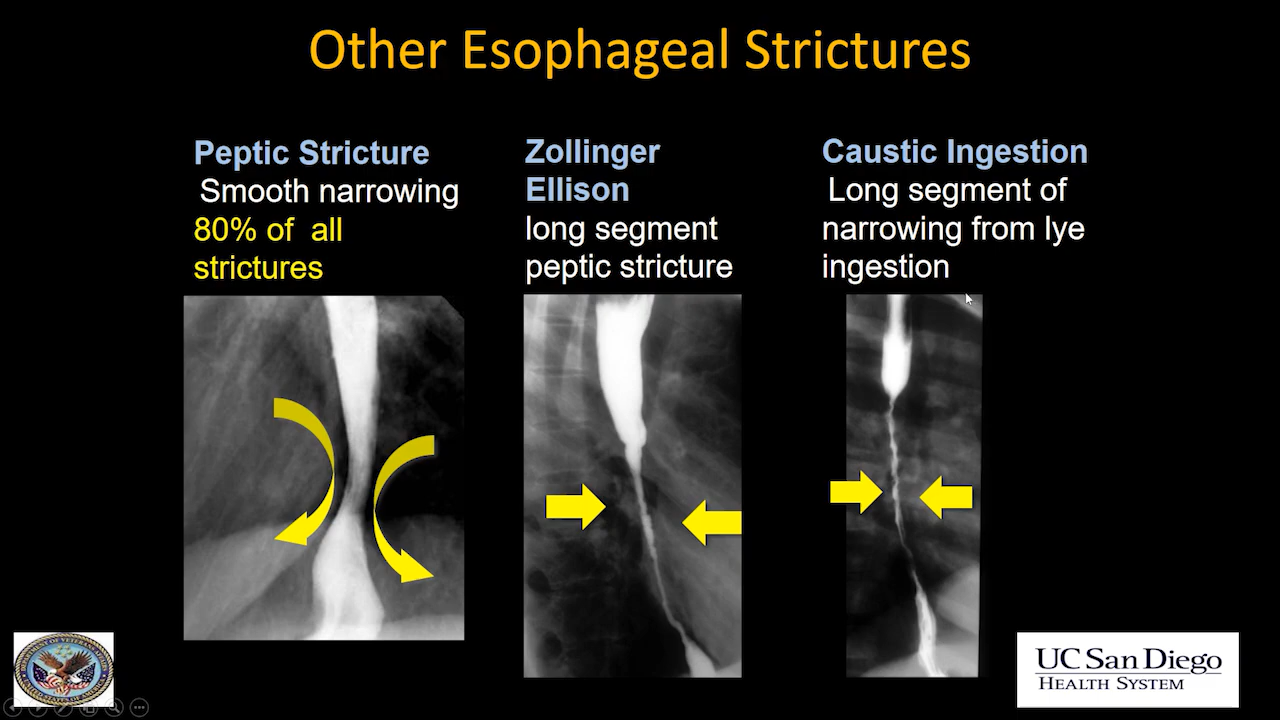 Other Esophageal Strictures
Peptic Stricture
Smooth narrowing
80% of all
strictures
Zollinger
Ellison
long segment
peptic stricture
Caustic Ingestion
Long segment of
narrowing from lye
ingestion
UC San Diego
HEALTH SYSTEM